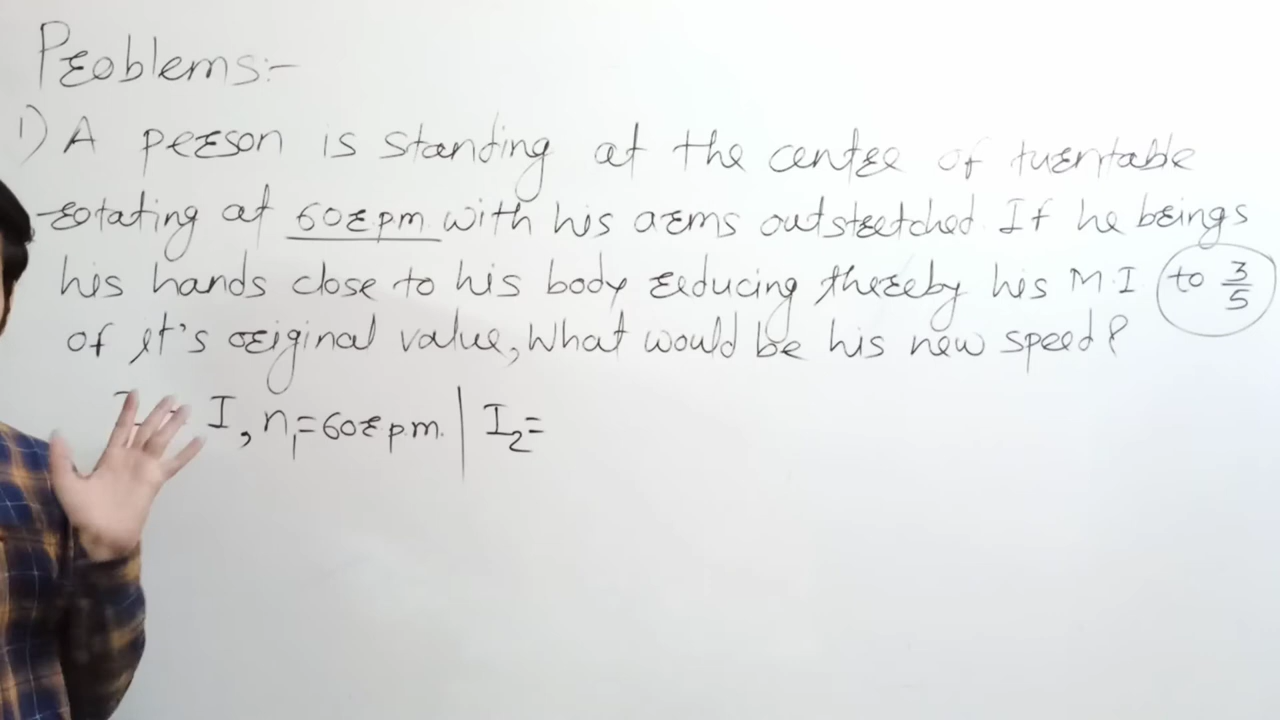 Problems:-
1) A person is standing at the centre of turntable
rotating at 60 r.p.m. with his arms outstretched. If he brings
his hands close to his body reducing thereby his M.I to 3/5
of it's original value, What would be his new speed?
I, n₁=60 r.p.m. | I₂=